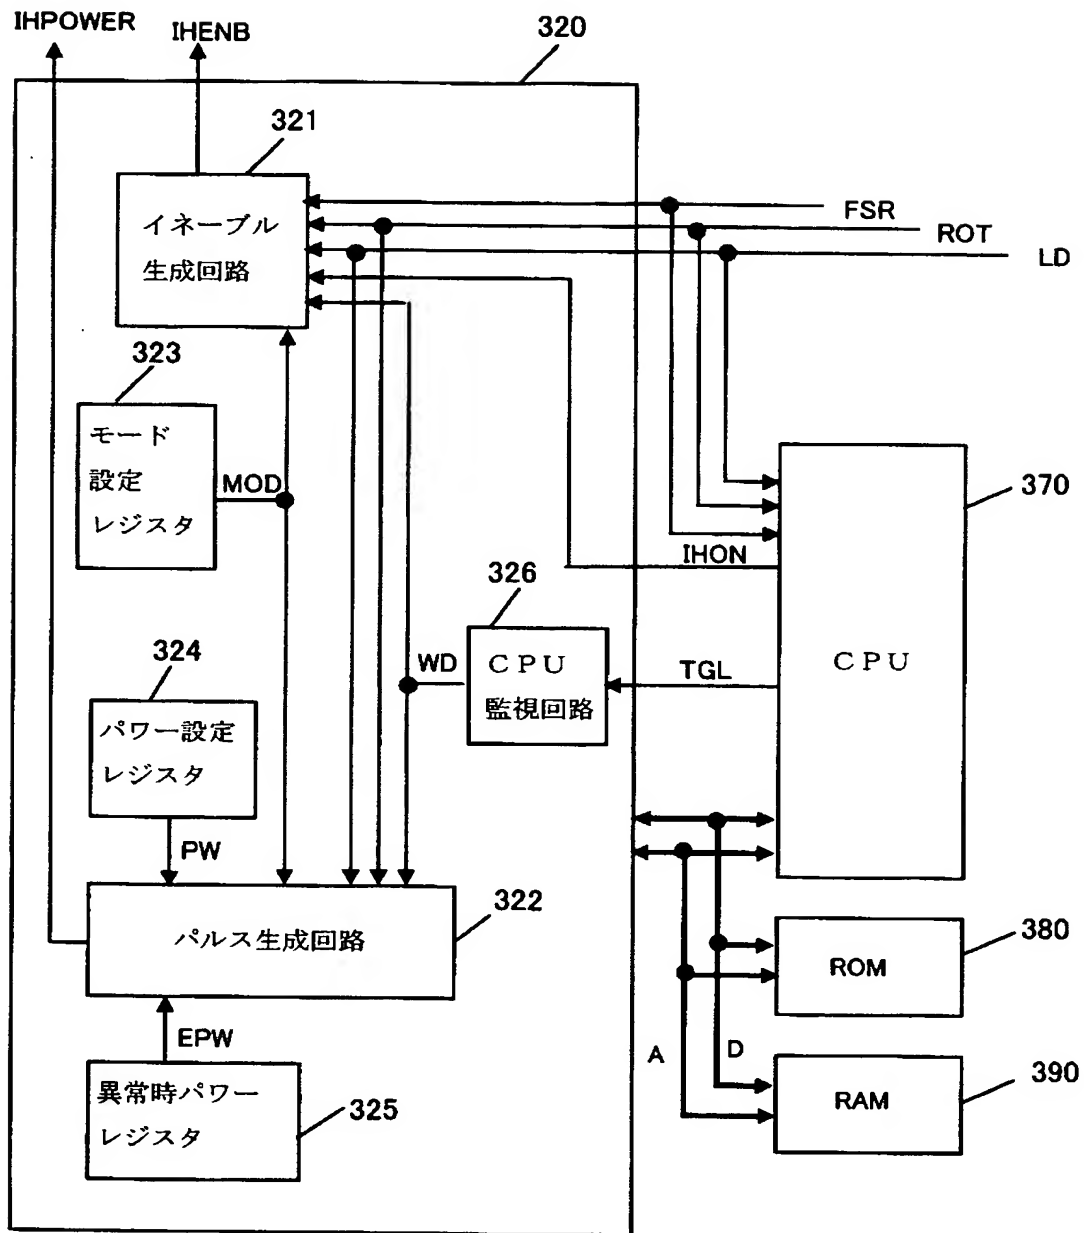 IHPOWER
IHENB
320
321
イネーブル
生成回路
FSR
ROT
LD
323
モード
設定
レジスタ
MOD
370
IHON
326
CPU
監視回路
WD
TGL
CPU
324
パワー設定
レジスタ
PW
322
パルス生成回路
380
ROM
EPW
A
D
異常時パワー
レジスタ
325
RAM
390